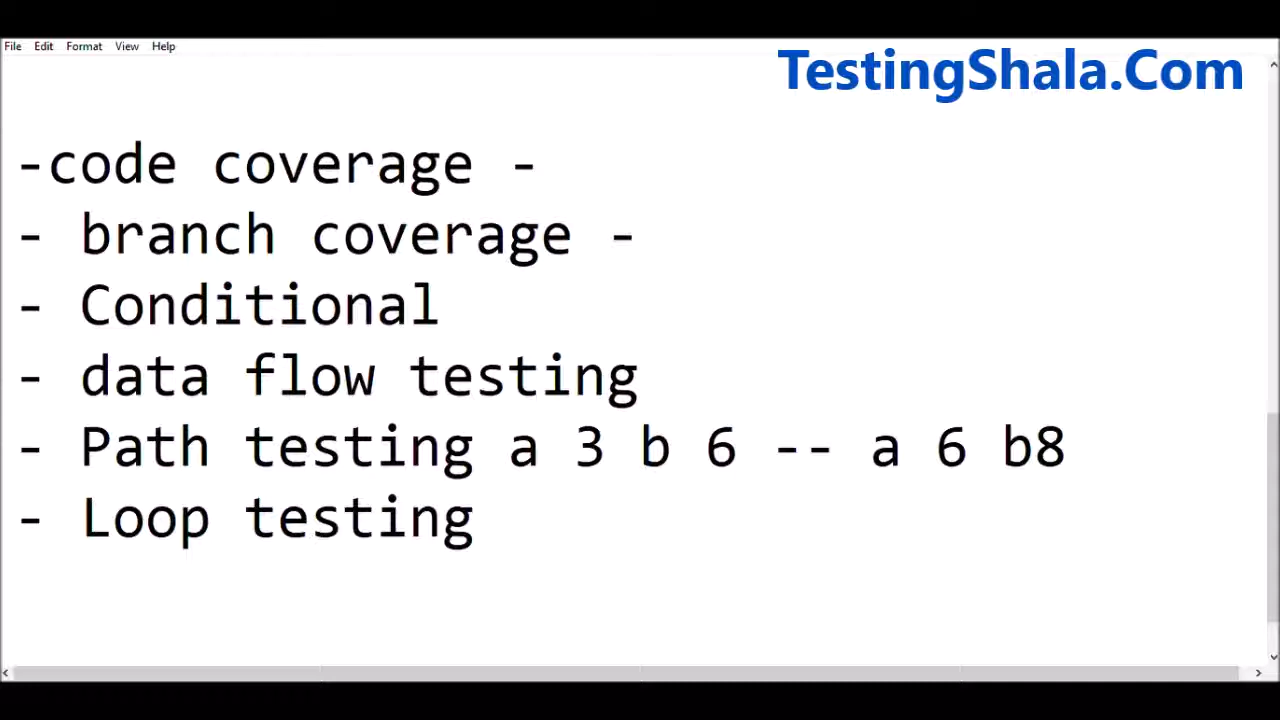 File Edit Format View Help
TestingShala.Com
-code coverage -
- branch coverage -
- Conditional
- data flow testing
- Path testing a 3 b 6 -- a 6 b8
- Loop testing